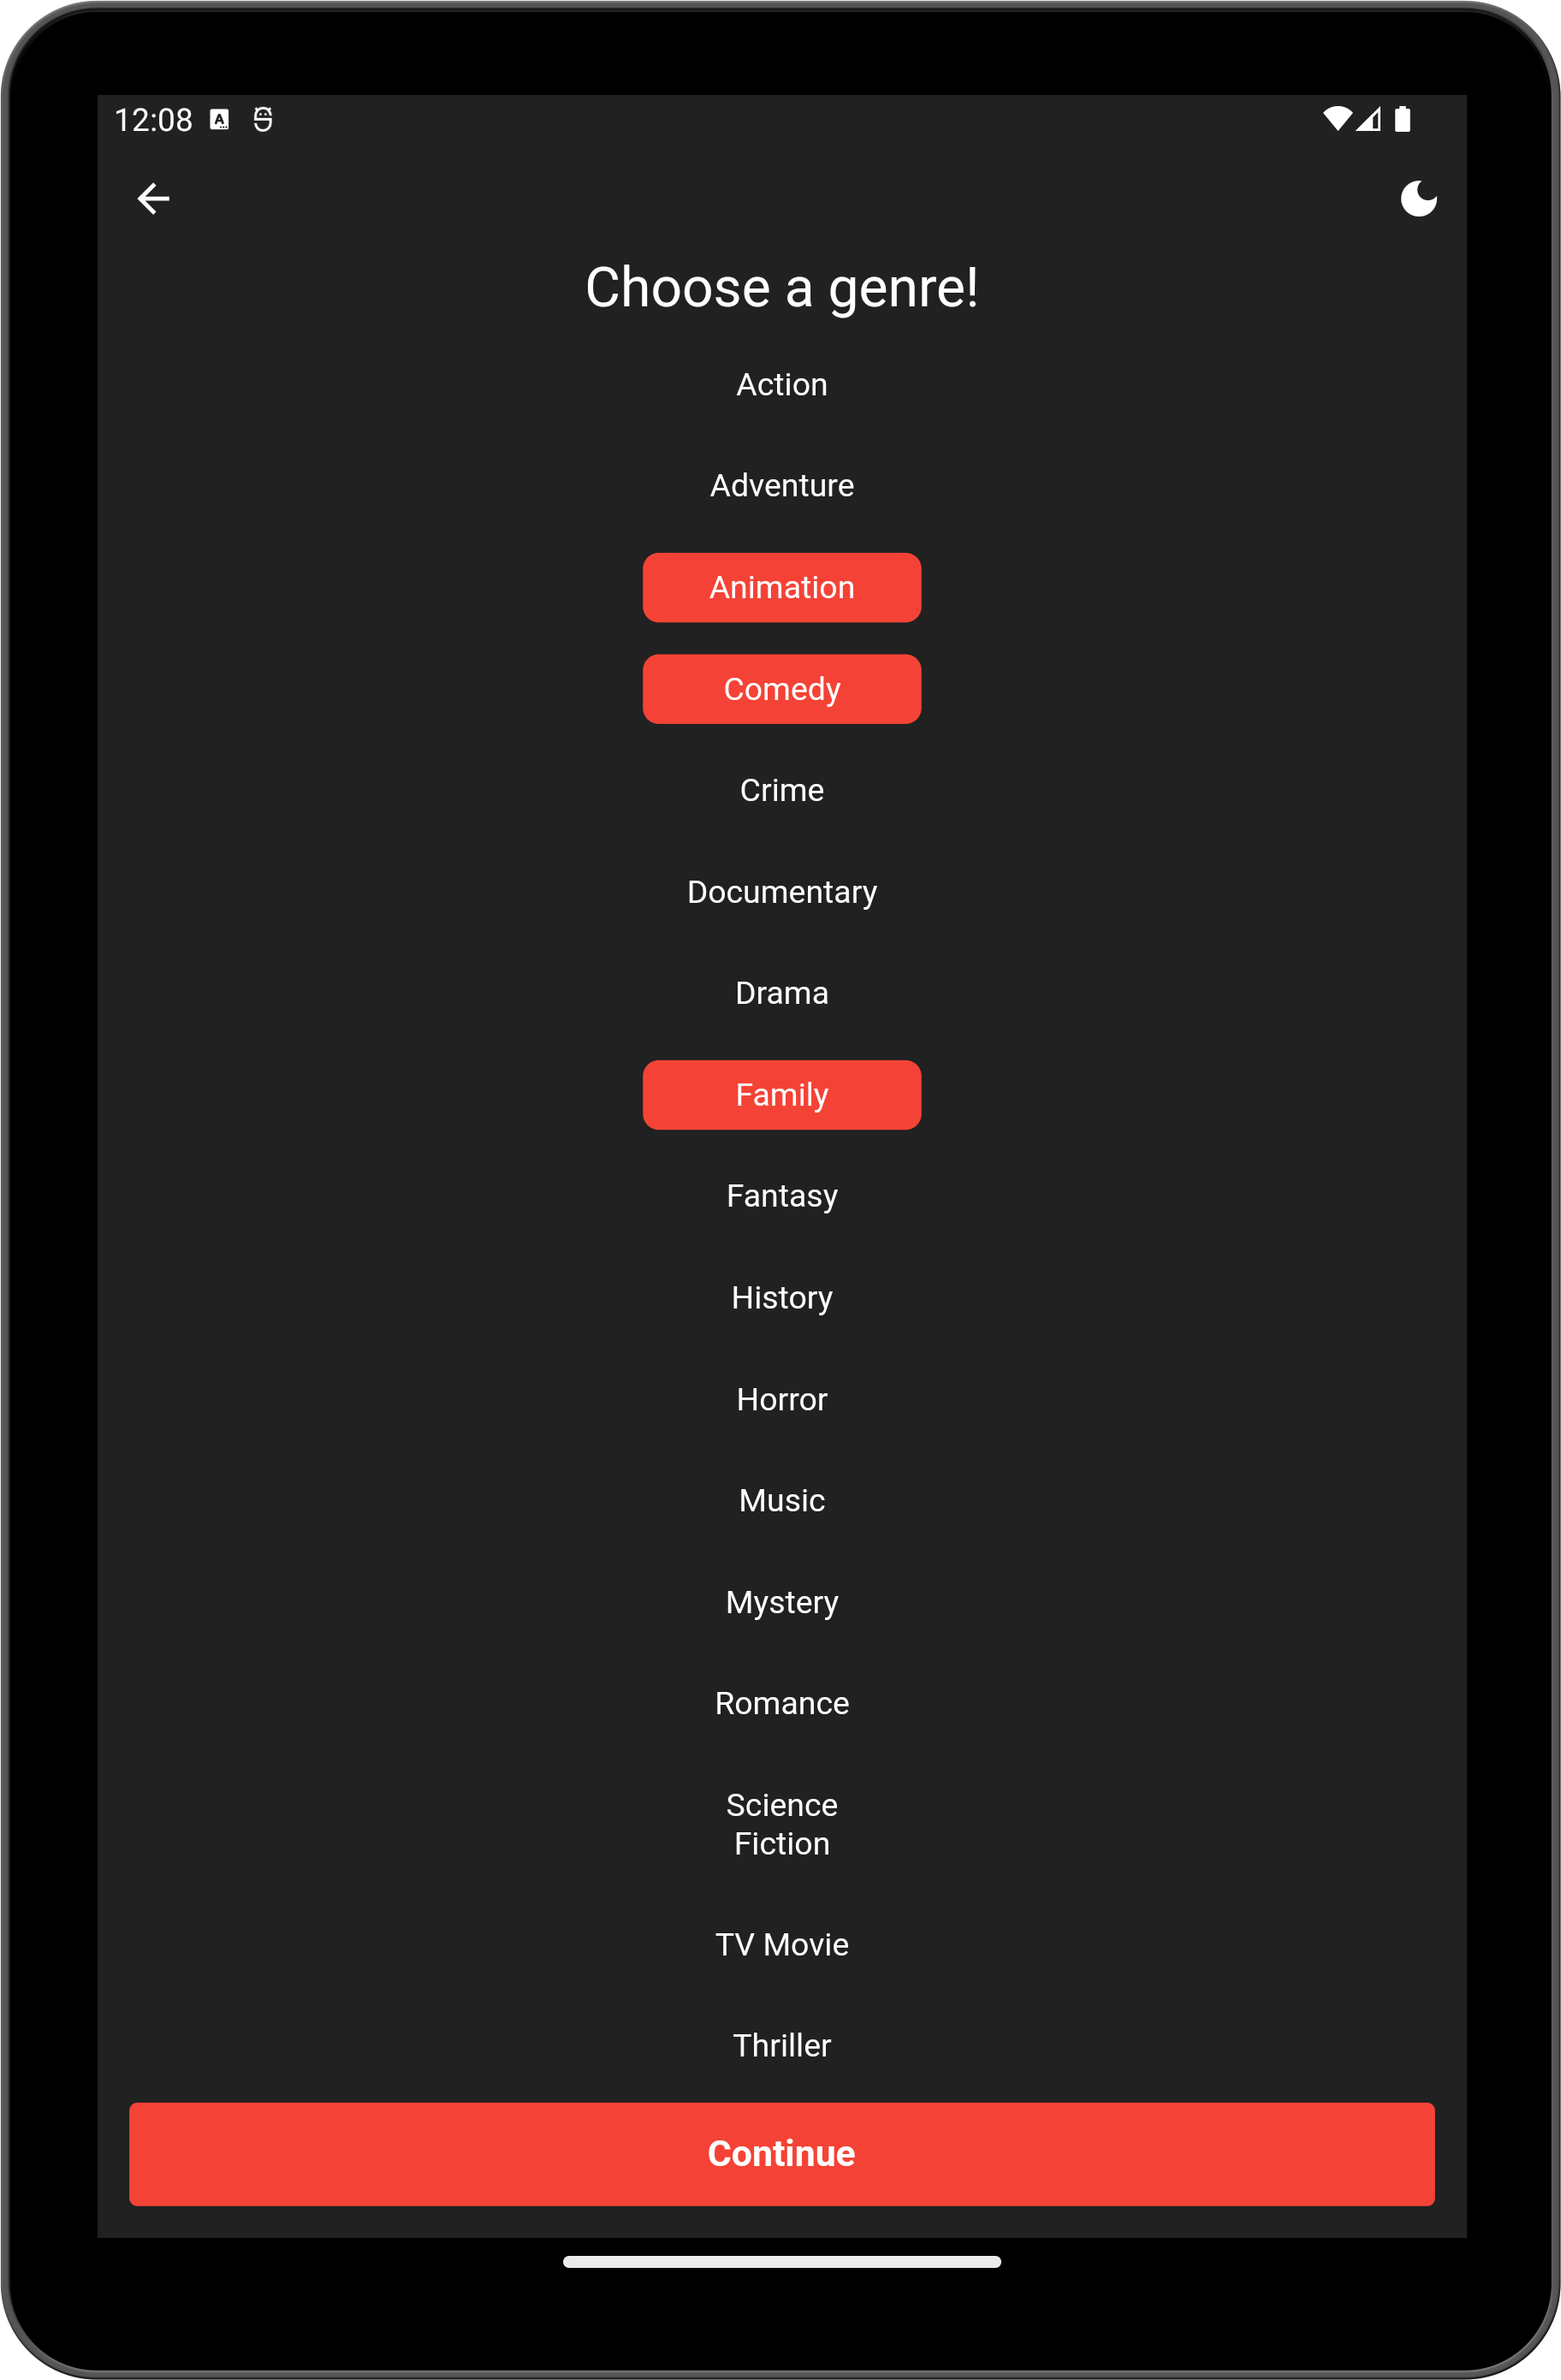 12:08
Choose a genre!
Action
Adventure
Animation
Comedy
Crime
Documentary
Drama
Family
Fantasy
History
Horror
Music
Mystery
Romance
Science
Fiction
TV Movie
Thriller
Continue